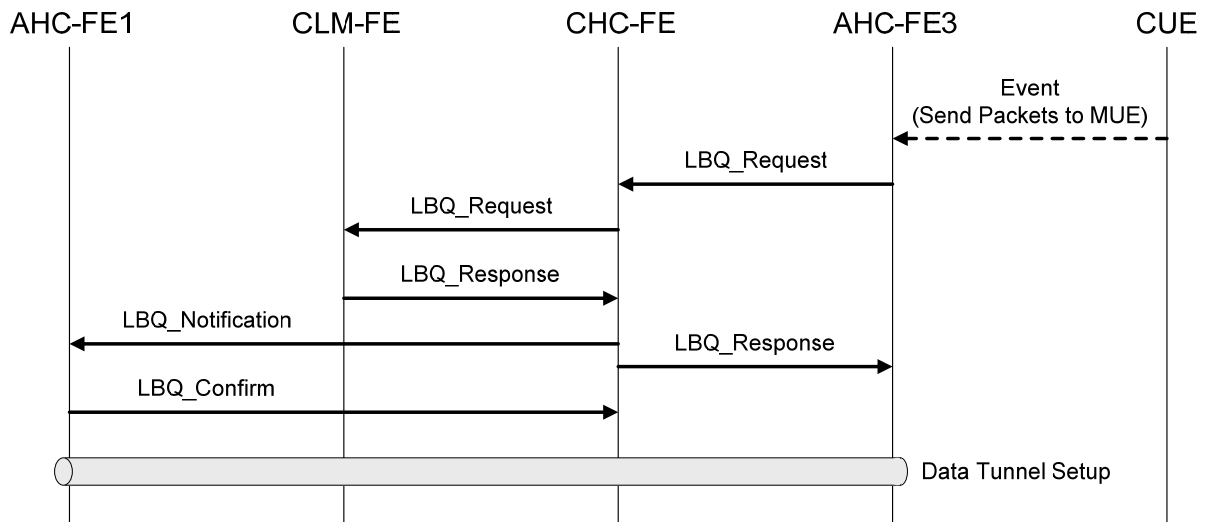 AHC-FE1 CLM-FE CHC-FE AHC-FE3 CUE
Event
(Send Packets to MUE)
LBQ_Request
LBQ_Request
LBQ_Response
LBQ_Notification
LBQ_Response
LBQ_Confirm
Data Tunnel Setup